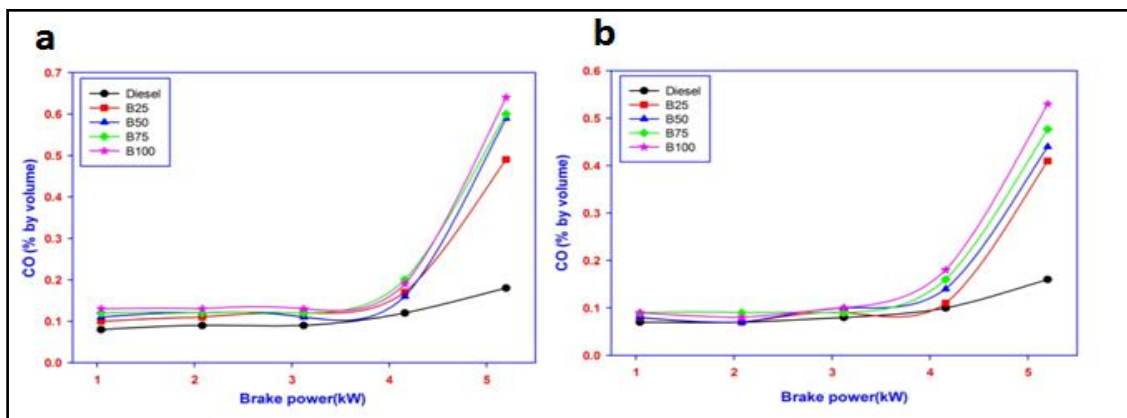 a
0.7
0.6
0.5
0.4
0.3
0.2
0.1
0.0
CO (% by volume)
Diesel
B25
B50
B75
B100
1 2 3 4 5
Brake power(kW)
b
0.6
0.5
0.4
0.3
0.2
0.1
0.0
CO (% by volume)
Diesel
B25
B50
B75
B100
1 2 3 4 5
Brake power(kW)